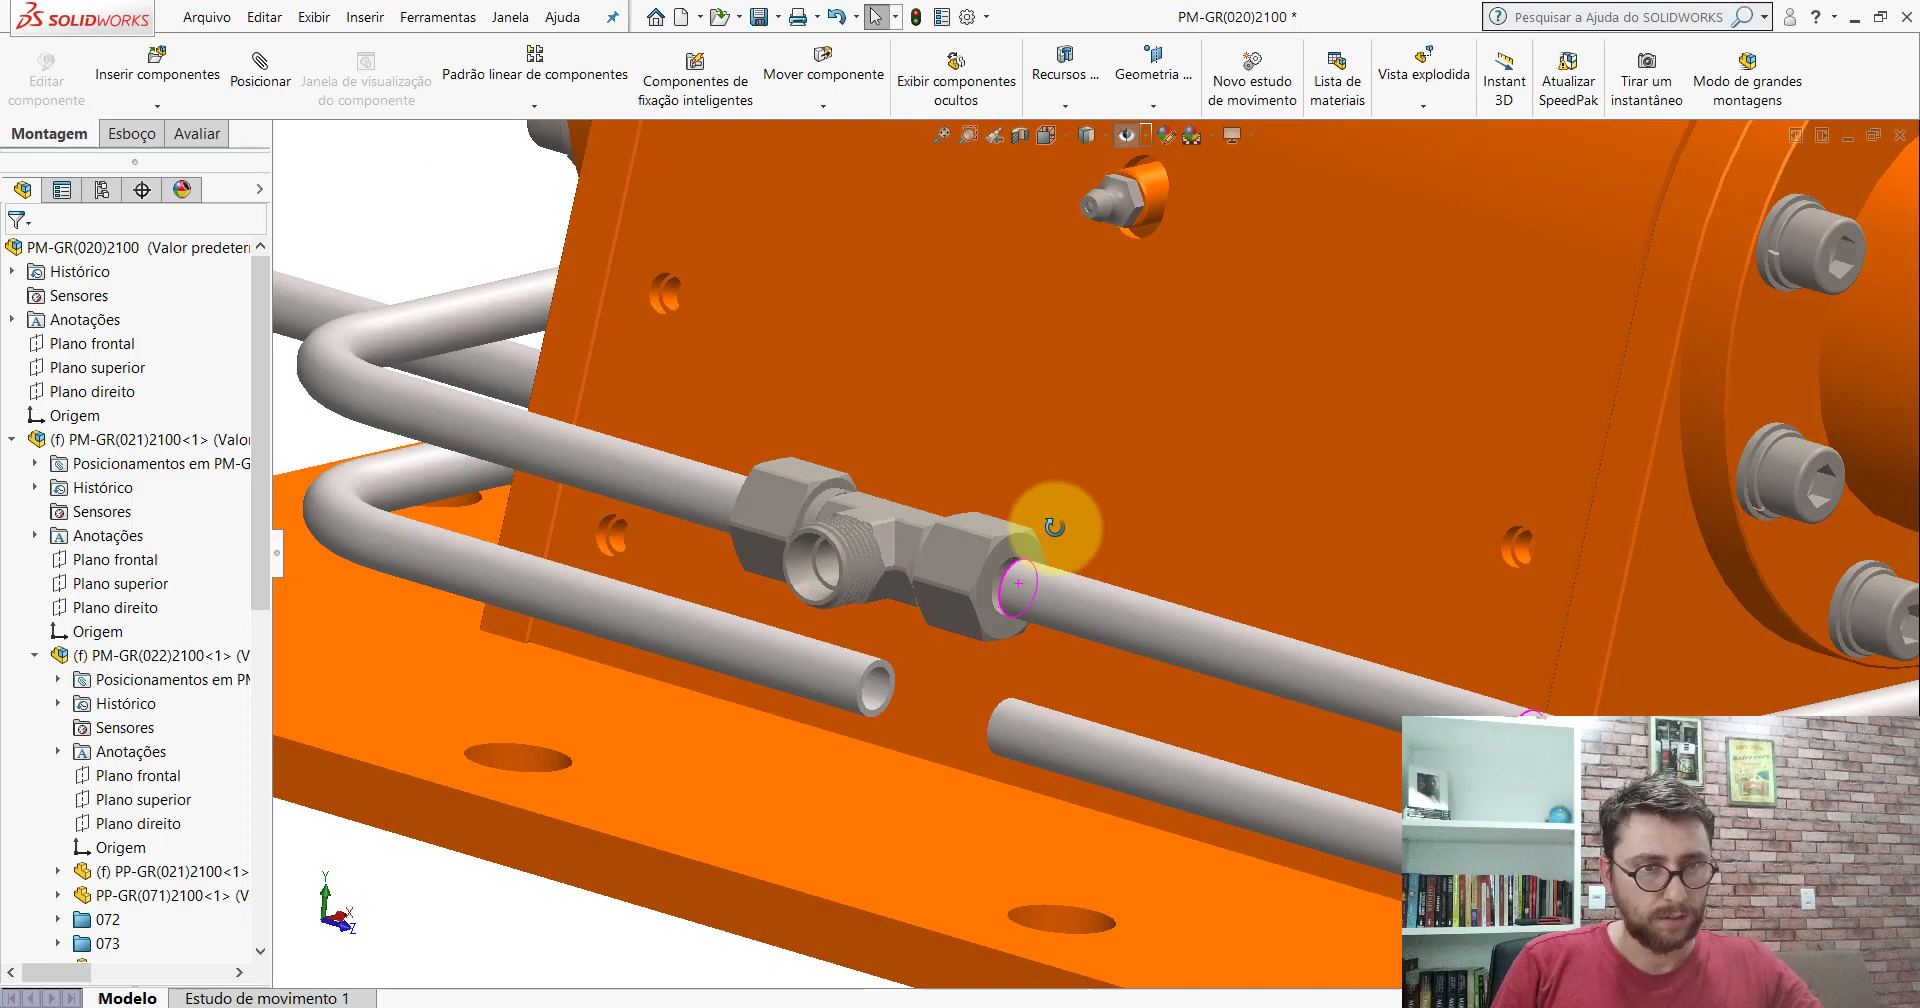 SOLIDWORKS
Arquivo Editar Exibir Inserir Ferramentas Janela Ajuda
PM-GR(020)2100 *
Pesquisar a Ajuda do SOLIDWORKS
Editar componente
Inserir componentes
Posicionar
Janela de visualização do componente
Padrão linear de componentes
Componentes de fixação inteligentes
Mover componente
Exibir componentes ocultos
Recursos ...
Geometria ...
Novo estudo de movimento
Lista de materiais
Vista explodida
Instant 3D
Atualizar SpeedPak
Tirar um instantâneo
Modo de grandes montagens
Montagem Esboço Avaliar
PM-GR(020)2100 (Valor predeter
Histórico
Sensores
Anotações
Plano frontal
Plano superior
Plano direito
Origem
(f) PM-GR(021)2100<1> (Valo
Posicionamentos em PM-G
Histórico
Sensores
Anotações
Plano frontal
Plano superior
Plano direito
Origem
(f) PM-GR(022)2100<1> (V
Posicionamentos em PM
Histórico
Sensores
Anotações
Plano frontal
Plano superior
Plano direito
Origem
(f) PP-GR(021)2100<1>
PP-GR(071)2100<1> (V
072
073
Y
X
Z
Modelo Estudo de movimento 1